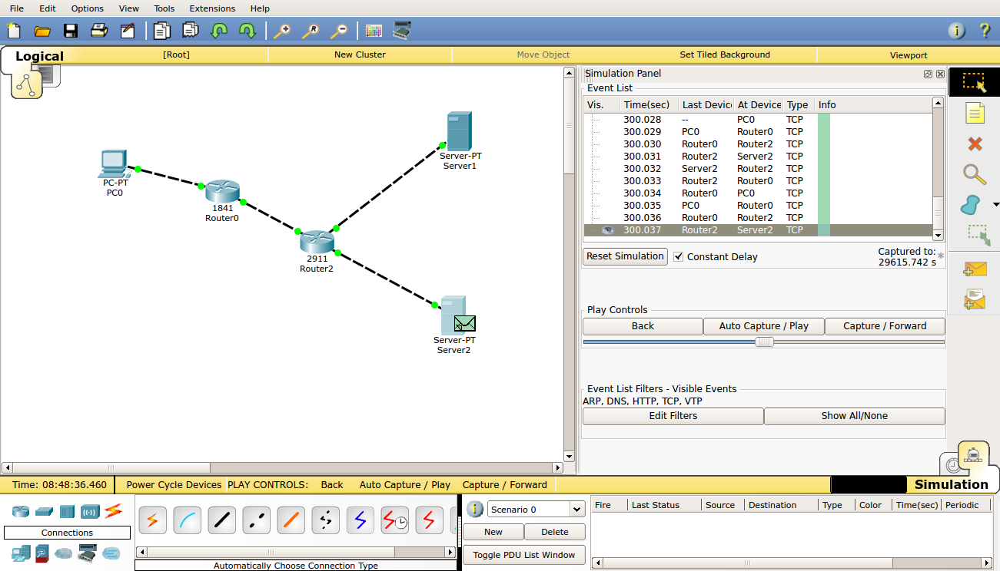 File Edit Options View Tools Extensions Help
Logical [Root] New Cluster Move Object Set Tiled Background Viewport
PC-PT
PC0
1841
Router0
2911
Router2
Server-PT
Server1
Server-PT
Server2
Simulation Panel
Event List
Vis. Time(sec) Last Devic At Device Type Info
300.028 -- PC0 TCP
300.029 PC0 Router0 TCP
300.030 Router0 Router2 TCP
300.031 Router2 Server2 TCP
300.032 Server2 Router2 TCP
300.033 Router2 Router0 TCP
300.034 Router0 PC0 TCP
300.035 PC0 Router0 TCP
300.036 Router0 Router2 TCP
300.037 Router2 Server2 TCP
Reset Simulation Constant Delay Captured to: *
29615.742 s
Play Controls
Back Auto Capture / Play Capture / Forward
Event List Filters - Visible Events
ARP, DNS, HTTP, TCP, VTP
Edit Filters Show All/None
Time: 08:48:36.460 Power Cycle Devices PLAY CONTROLS: Back Auto Capture / Play Capture / Forward Simulation
Connections
Automatically Choose Connection Type
Scenario 0
New Delete
Toggle PDU List Window
Fire Last Status Source Destination Type Color Time(sec) Periodic